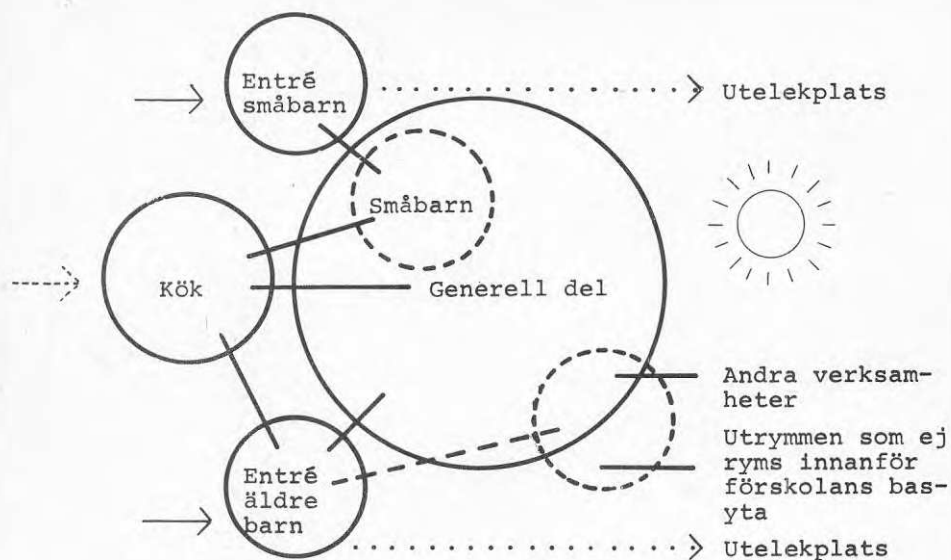 Entré
småbarn
Utelekplats
Småbarn
Kök
Generell del
Andra verksam-
heter
Utrymmen som ej
ryms innanför
förskolans bas-
yta
Entré
äldre
barn
Utelekplats